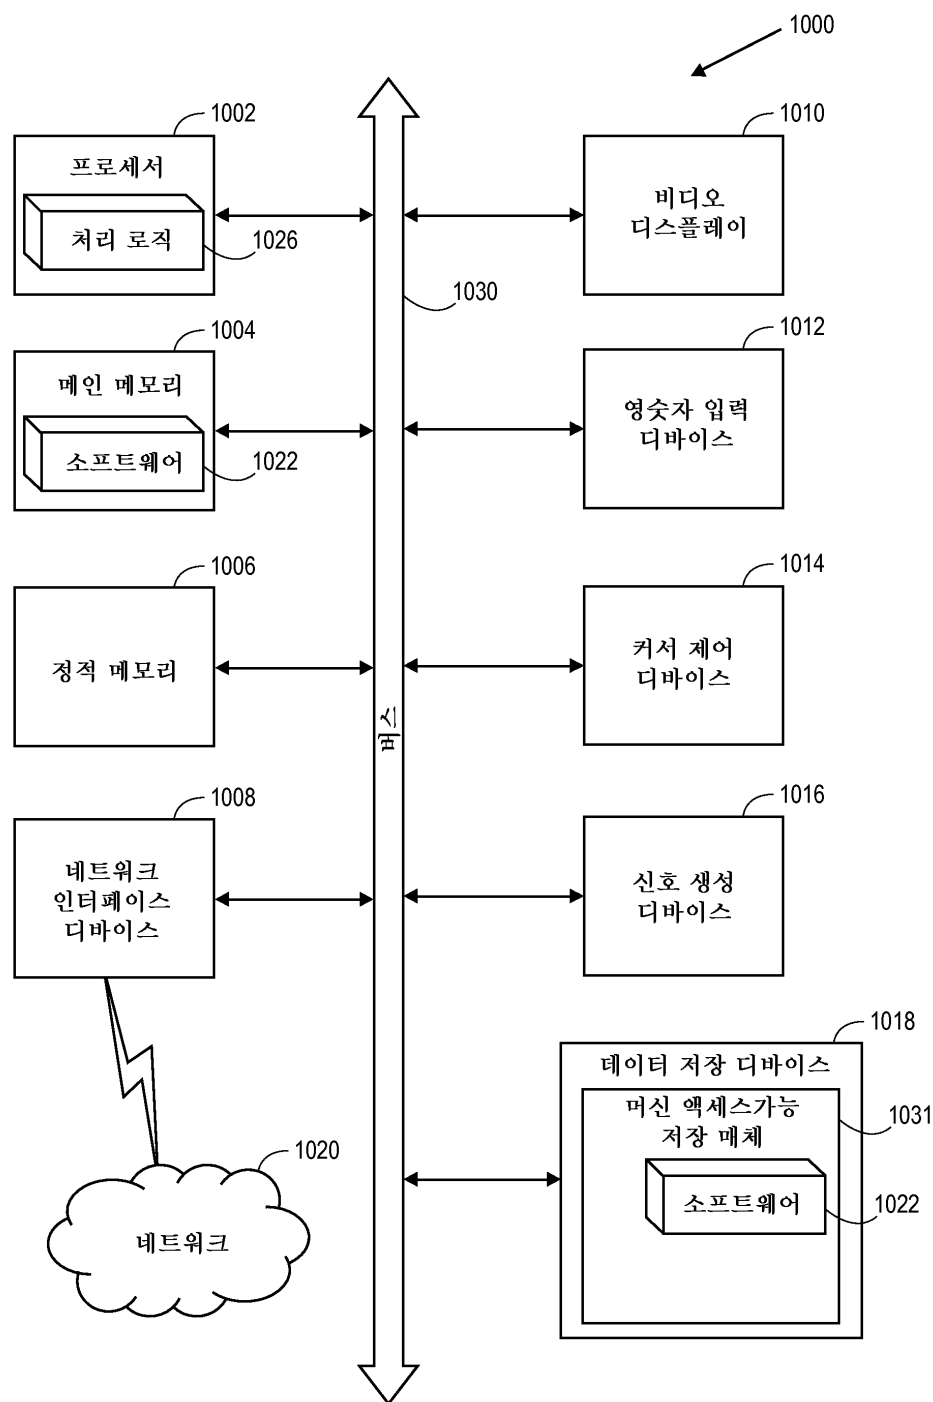 1000
1002
프로세서
처리 로직
1026
1010
비디오
디스플레이
1030
1004
메인 메모리
소프트웨어
1022
1012
영숫자 입력
디바이스
1006
정적 메모리
1014
커서 제어
디바이스
버스
1008
네트워크
인터페이스
디바이스
1016
신호 생성
디바이스
1018
데이터 저장 디바이스
머신 액세스가능
저장 매체
1031
소프트웨어
1022
1020
네트워크